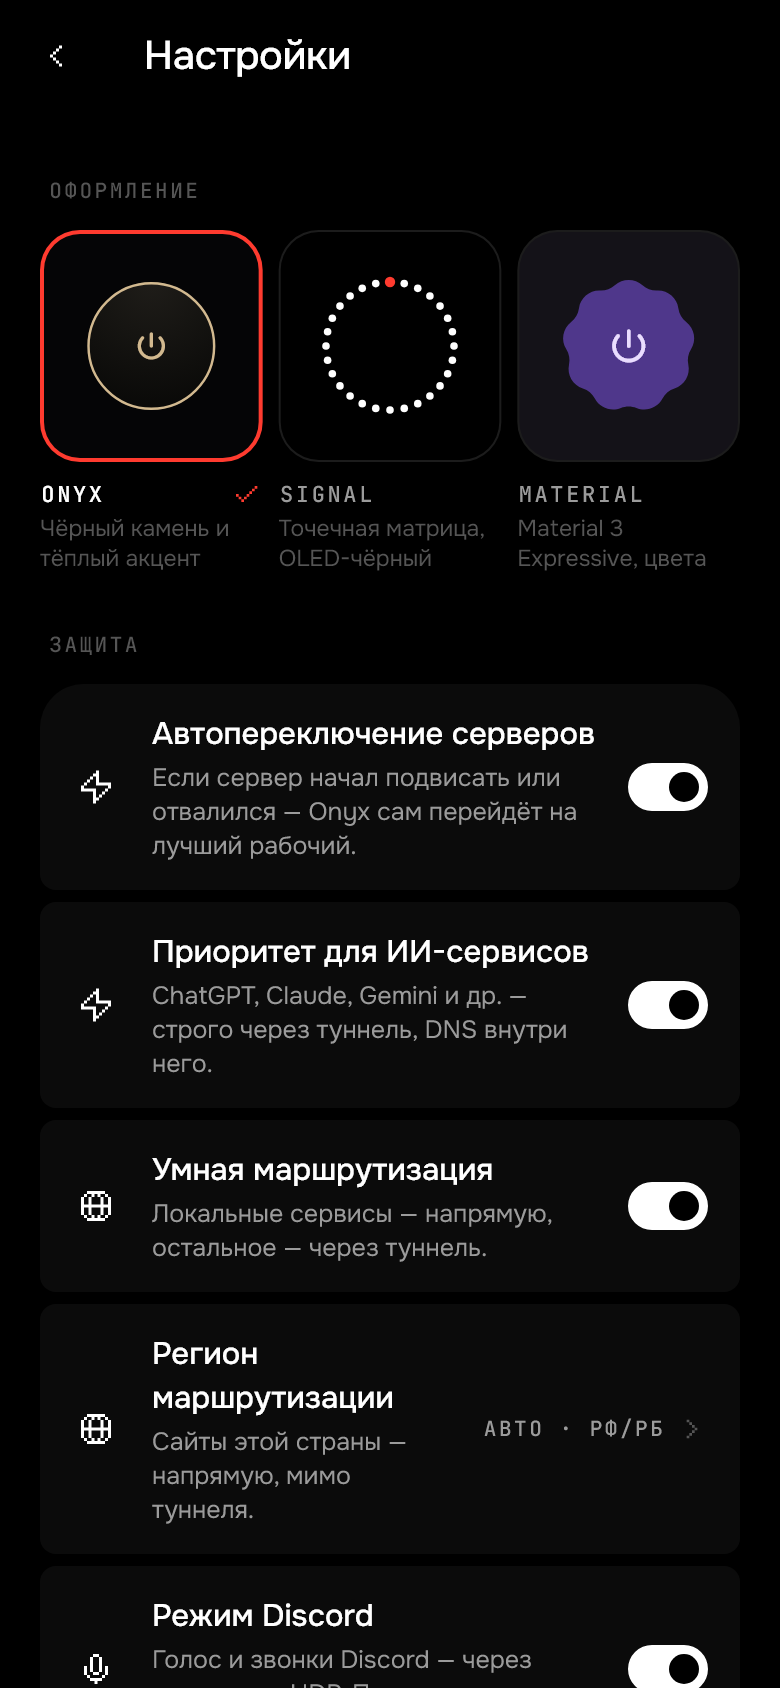 Настройки
ОФОРМЛЕНИЕ
ONYX
Чёрный камень и
тёплый акцент
SIGNAL
Точечная матрица,
OLED-чёрный
MATERIAL
Material 3
Expressive, цвета
ЗАЩИТА
Автопереключение серверов
Если сервер начал подвисать или
отвалился — Onyx сам перейдёт на
лучший рабочий.
Приоритет для ИИ-сервисов
ChatGPT, Claude, Gemini и др. —
строго через туннель, DNS внутри
него.
Умная маршрутизация
Локальные сервисы — напрямую,
остальное — через туннель.
Регион
маршрутизации
Сайты этой страны —
напрямую, мимо
туннеля.
АВТО · РФ/РБ
Режим Discord
Голос и звонки Discord — через